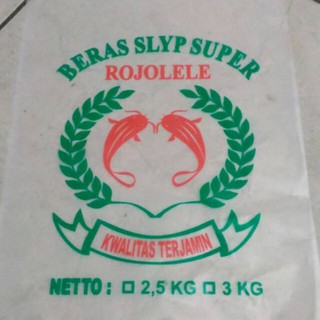 BERAS SLYP SUPER
ROJOLELE
KWALITAS TERJAMIN
NETTO : □ 2,5 KG □ 3 KG